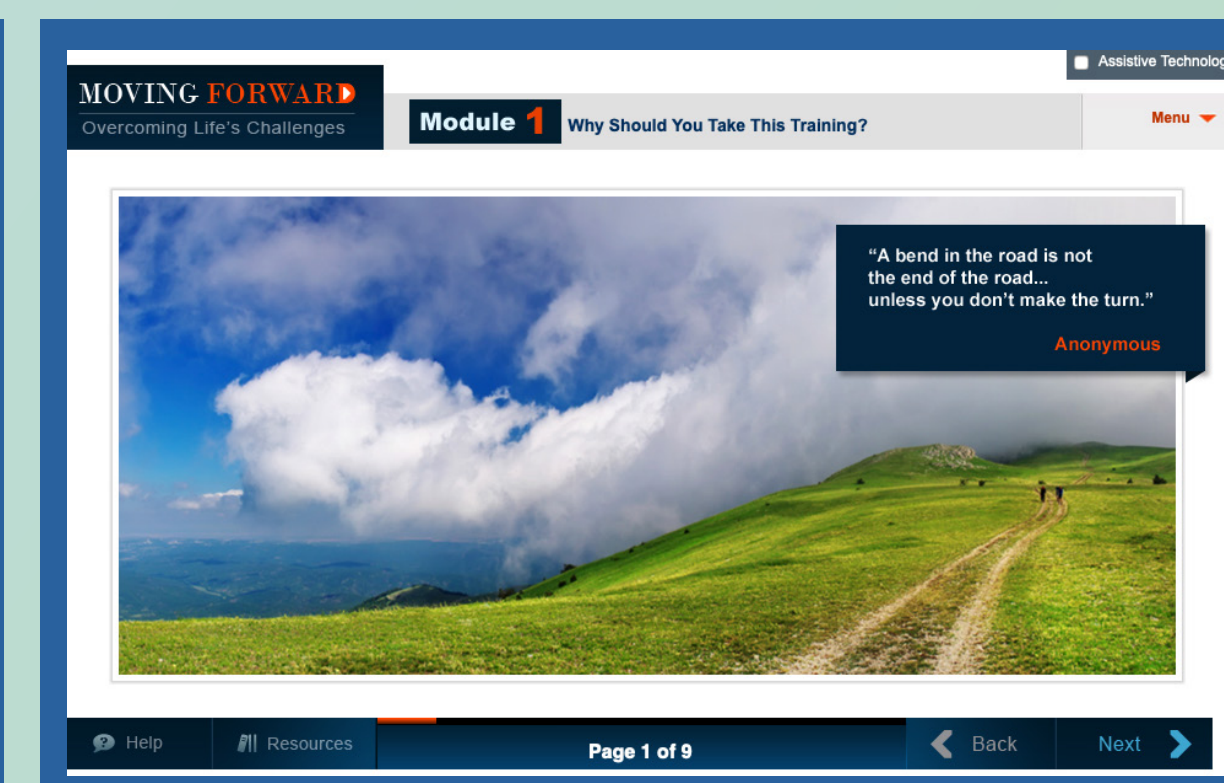 Assistive Technolog
MOVING FORWARD
Overcoming Life's Challenges
Module 1 Why Should You Take This Training?
Menu
“A bend in the road is not
the end of the road...
unless you don’t make the turn.”
Anonymous
Help
Resources
Page 1 of 9
Back
Next